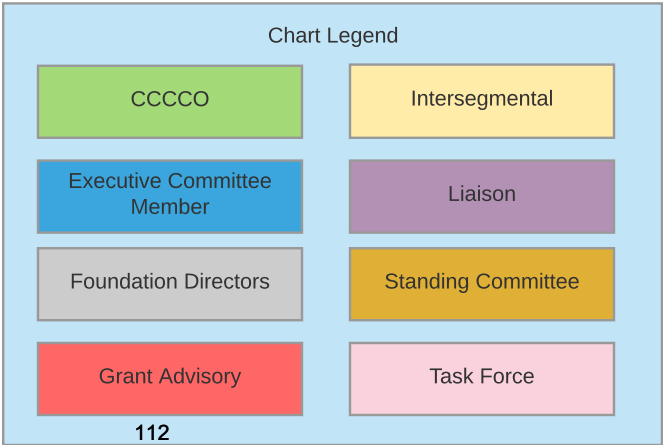 Chart Legend
CCCCO
Intersegmental
Executive Committee
Member
Liaison
Foundation Directors
Standing Committee
Grant Advisory
Task Force
112